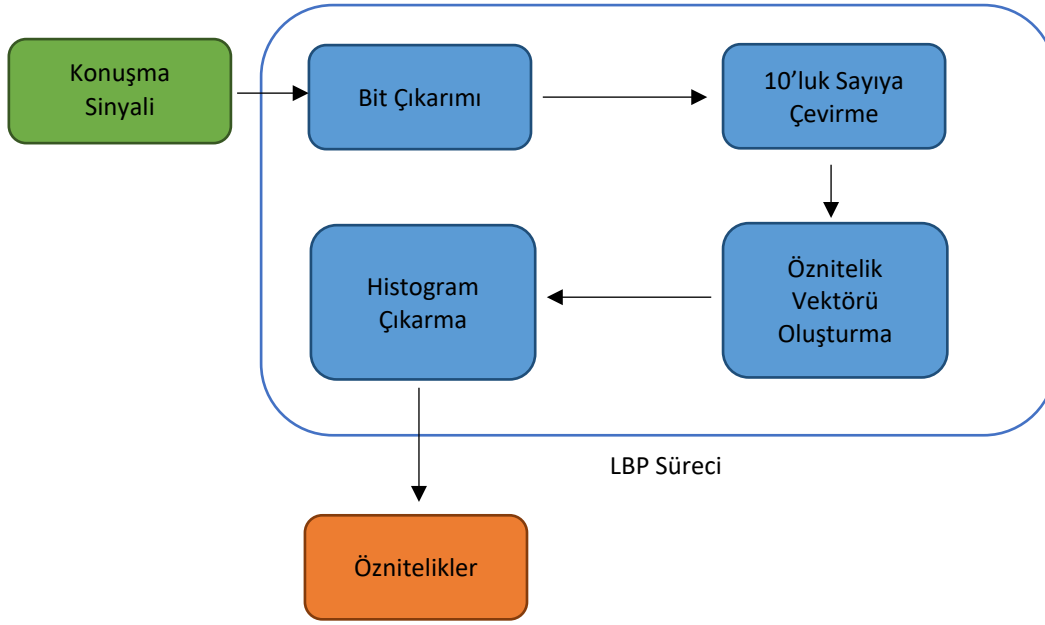 Konuşma
Sinyali
Bit Çıkarımı
10’luk Sayıya
Çevirme
Öznitelik
Vektörü
Oluşturma
Histogram
Çıkarma
LBP Süreci
Öznitelikler